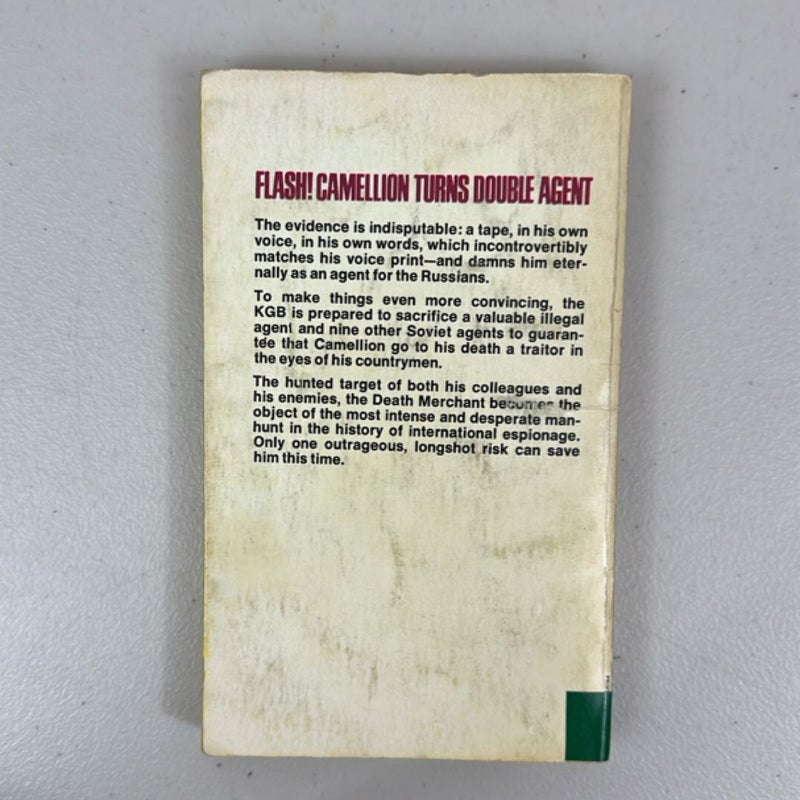 FLASH! CAMELLION TURNS DOUBLE AGENT
The evidence is indisputable: a tape, in his own
voice, in his own words, which incontrovertibly
matches his voice print—and damns him eter-
nally as an agent for the Russians.
To make things even more convincing, the
KGB is prepared to sacrifice a valuable illegal
agent and nine other Soviet agents to guaran-
tee that Camellion go to his death a traitor in
the eyes of his countrymen.
The hunted target of both his colleagues and
his enemies, the Death Merchant becomes the
object of the most intense and desperate man-
hunt in the history of international espionage.
Only one outrageous, longshot risk can save
him this time.